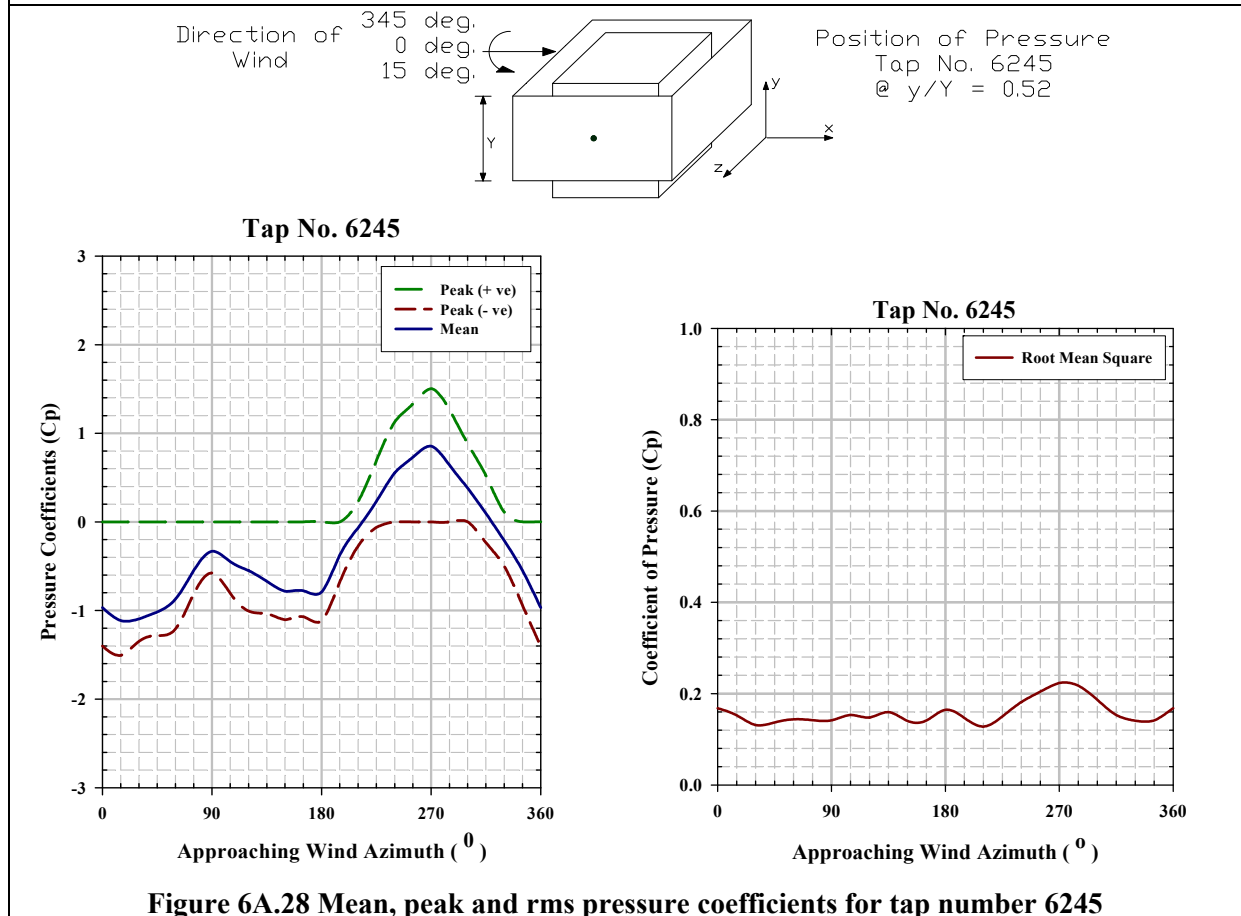 Direction of Wind
345 deg.
0 deg.
15 deg.
Y
y
x
z
Position of Pressure
Tap No. 6245
@ y/Y = 0.52
Tap No. 6245
Pressure Coefficients (Cp)
3
2
1
0
-1
-2
-3
Peak (+ ve)
Peak (- ve)
Mean
0 90 180 270 360
Approaching Wind Azimuth ( 0 )
Tap No. 6245
Coefficient of Pressure (Cp)
1.0
0.8
0.6
0.4
0.2
0.0
Root Mean Square
0 90 180 270 360
Approaching Wind Azimuth ( o )
Figure 6A.28 Mean, peak and rms pressure coefficients for tap number 6245